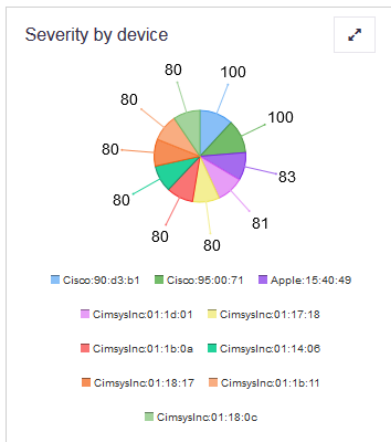 Severity by device
80 100
80 100
80 83
80 81
80 80
Cisco:90:d3:b1 Cisco:95:00:71 Apple:15:40:49
CimsysInc:01:1d:01 CimsysInc:01:17:18
CimsysInc:01:1b:0a CimsysInc:01:14:06
CimsysInc:01:18:17 CimsysInc:01:1b:11
CimsysInc:01:18:0c